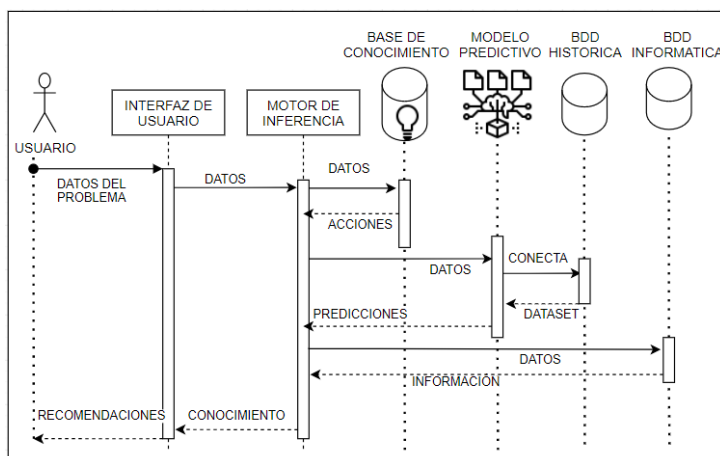 BASE DE
CONOCIMIENTO
MODELO
PREDICTIVO
BDD
HISTORICA
BDD
INFORMATICA
USUARIO
INTERFAZ DE
USUARIO
MOTOR DE
INFERENCIA
DATOS DEL
PROBLEMA
DATOS
DATOS
ACCIONES
DATOS
CONECTA
DATASET
PREDICCIONES
DATOS
INFORMACION
CONOCIMIENTO
RECOMENDACIONES